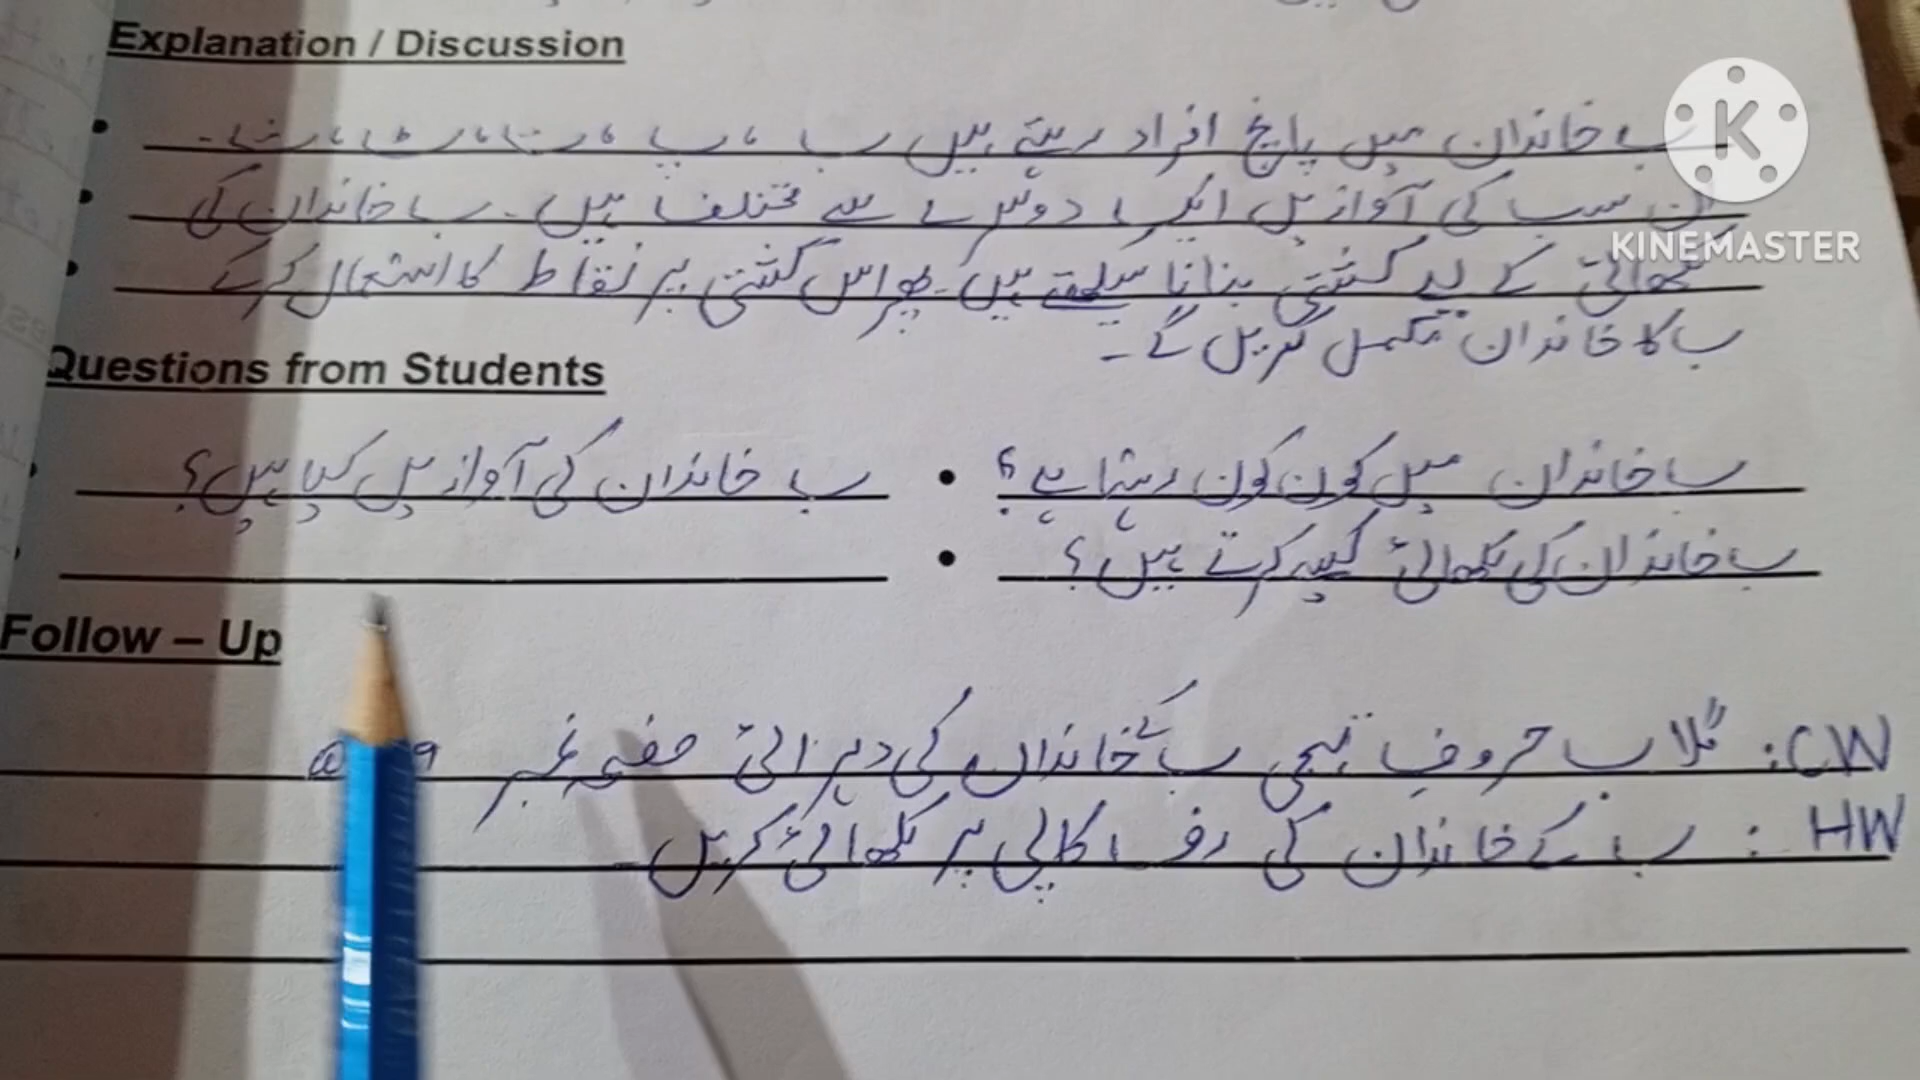 Explanation / Discussion
ب خاندان میں پانچ افراد رہتے ہیں ب، پ، ت، ٹ، ث۔
ان سب کی آوازیں ایک دوسرے سے مختلف ہیں۔ ب خاندان کی
لکھائی کے لیے کشتی بنانا سیکھتے ہیں۔ پھر اس کشتی پر نقاط کا استعمال کرکے
ب کا خاندان مکمل کریں گے۔
Questions from Students
ب خاندان میں کون کون رہتا ہے؟
ب خاندان کی آوازیں کیا ہیں؟
ب خاندان کی لکھائی کیسے کرتے ہیں؟
Follow – Up
CW: گلاب حروفِ تہجی ب کے خاندان کی دہرائی صفحہ نمبر
HW: ب کے خاندان کی رف کاپی پر لکھائی کریں۔
K
KINEMASTER